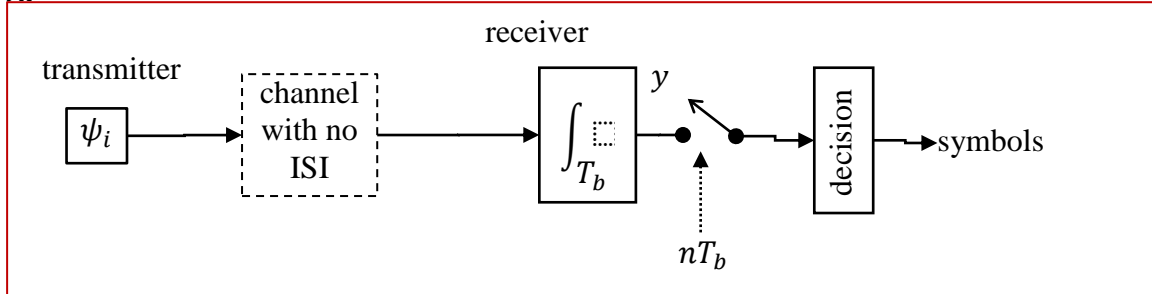 receiver
transmitter
ψ_i
channel
with no
ISI
∫_{T_b}
y
nT_b
decision
symbols